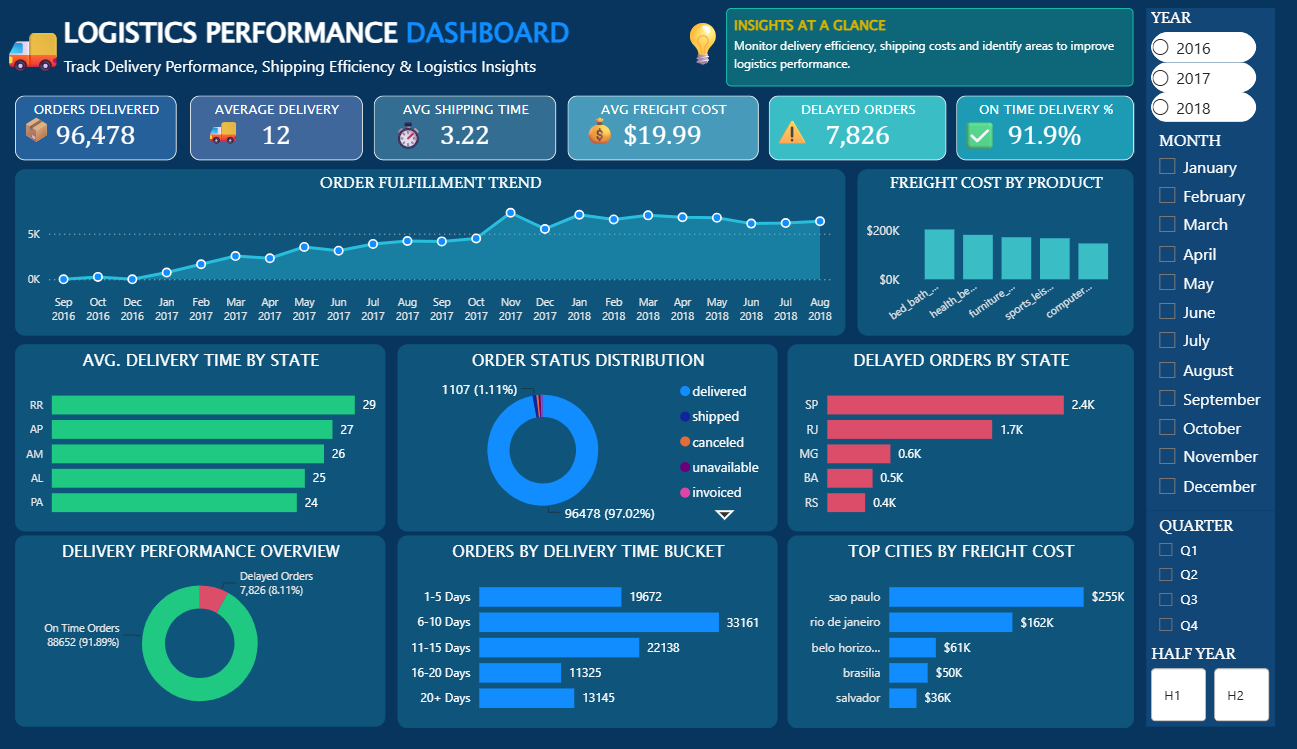 LOGISTICS PERFORMANCE DASHBOARD
Track Delivery Performance, Shipping Efficiency & Logistics Insights
INSIGHTS AT A GLANCE
Monitor delivery efficiency, shipping costs and identify areas to improve
logistics performance.
ORDERS DELIVERED
96,478
AVERAGE DELIVERY
12
AVG SHIPPING TIME
3.22
AVG FREIGHT COST
$19.99
DELAYED ORDERS
7,826
ON TIME DELIVERY %
91.9%
ORDER FULFILLMENT TREND
5K
0K
Sep Oct Dec Jan Feb Mar Apr May Jun Jul Aug Sep Oct Nov Dec Jan Feb Mar Apr May Jun Jul Aug
2016 2016 2016 2017 2017 2017 2017 2017 2017 2017 2017 2017 2017 2017 2017 2018 2018 2018 2018 2018 2018 2018 2018
FREIGHT COST BY PRODUCT
$200K
$0K
bed_bath_...
health_be...
furniture_...
sports_leis...
computer...
AVG. DELIVERY TIME BY STATE
RR 29
AP 27
AM 26
AL 25
PA 24
ORDER STATUS DISTRIBUTION
1107 (1.11%)
96478 (97.02%)
delivered
shipped
canceled
unavailable
invoiced
DELAYED ORDERS BY STATE
SP 2.4K
RJ 1.7K
MG 0.6K
BA 0.5K
RS 0.4K
DELIVERY PERFORMANCE OVERVIEW
Delayed Orders
7,826 (8.11%)
On Time Orders
88652 (91.89%)
ORDERS BY DELIVERY TIME BUCKET
1-5 Days 19672
6-10 Days 33161
11-15 Days 22138
16-20 Days 11325
20+ Days 13145
TOP CITIES BY FREIGHT COST
sao paulo $255K
rio de janeiro $162K
belo horizo... $61K
brasilia $50K
salvador $36K
YEAR
2016
2017
2018
MONTH
January
February
March
April
May
June
July
August
September
October
November
December
QUARTER
Q1
Q2
Q3
Q4
HALF YEAR
H1 H2